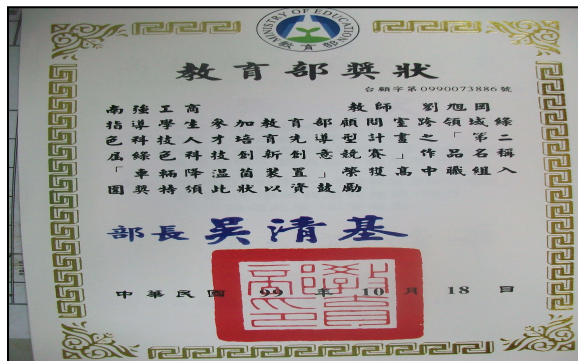 MINISTRY OF EDUCATION
教育部
教育部獎狀
台顧字第0990073886號
南強工商 教師 劉旭岡
指導學生參加教育部顧問室跨領域綠
色科技人才培育先導型計畫之「第二
屆綠色科技創新創意競賽」作品名稱
「車輛降溫節裝置」榮獲高中職組入
圍獎特頒此狀以資鼓勵
部長 吳清基
中華民國 99 年 10 月 18 日